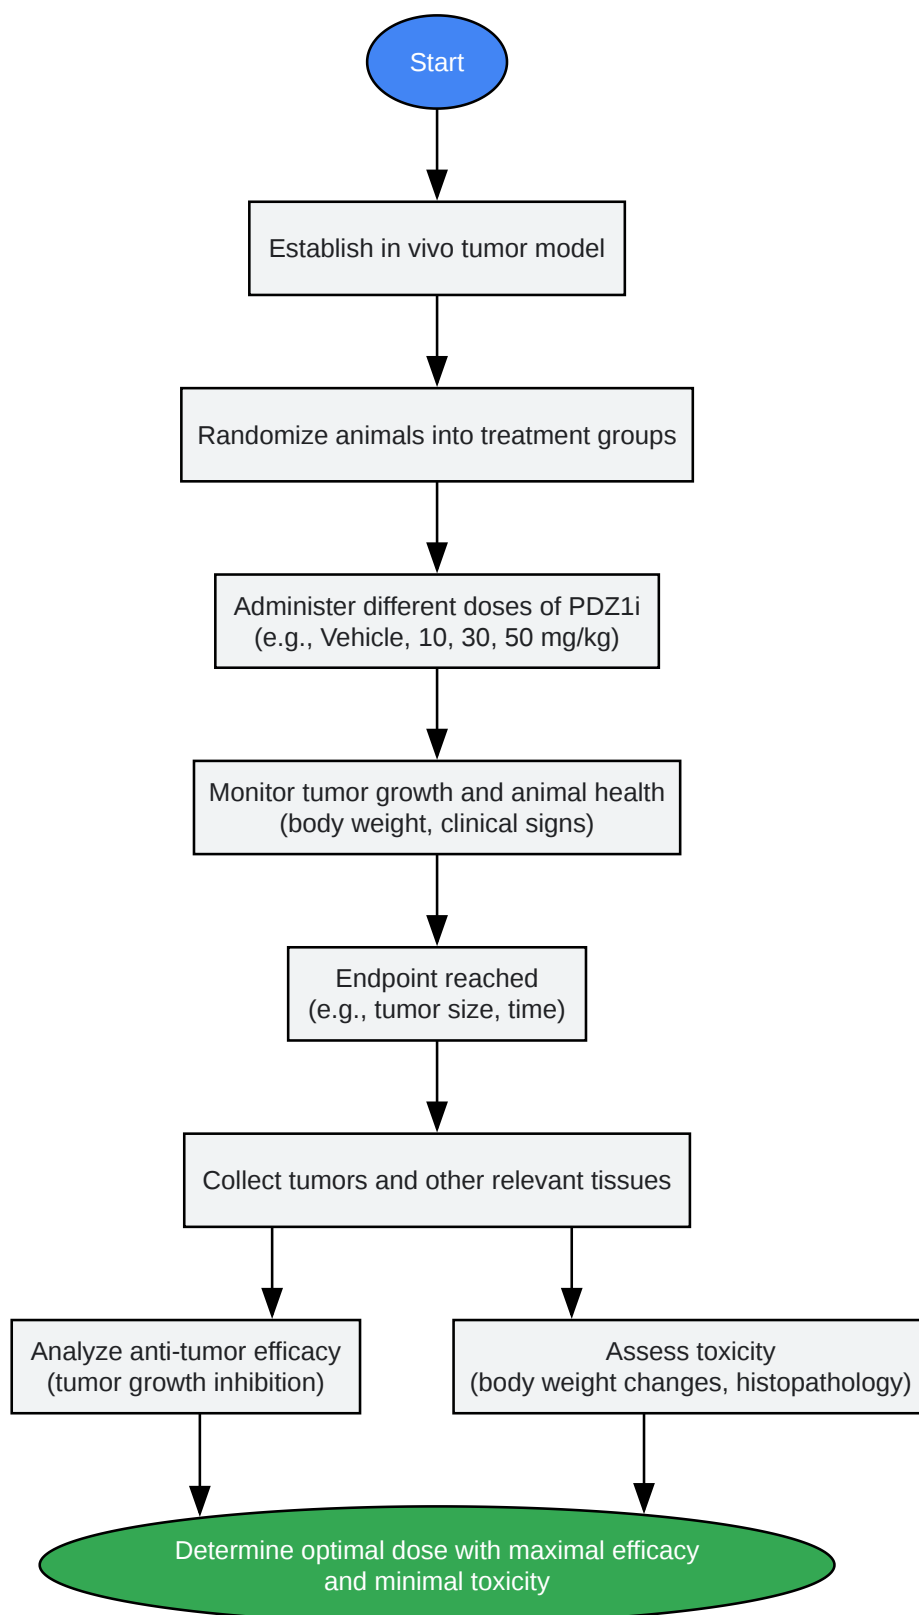 Start
Establish in vivo tumor model
Randomize animals into treatment groups
Administer different doses of PDZ1i
(e.g., Vehicle, 10, 30, 50 mg/kg)
Monitor tumor growth and animal health
(body weight, clinical signs)
Endpoint reached
(e.g., tumor size, time)
Collect tumors and other relevant tissues
Analyze anti-tumor efficacy
(tumor growth inhibition)
Assess toxicity
(body weight changes, histopathology)
Determine optimal dose with maximal efficacy
and minimal toxicity